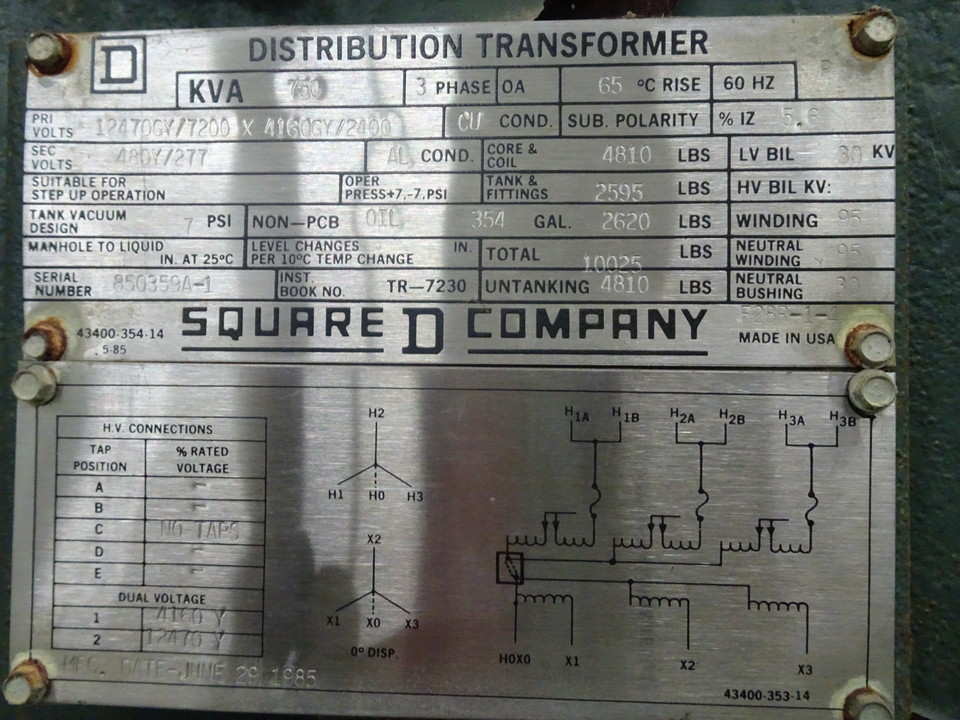 D DISTRIBUTION TRANSFORMER
KVA 750 3 PHASE OA 65 °C RISE 60 HZ
PRI VOLTS 12470GY/7200 X 4160GY/2400 CU COND. SUB. POLARITY % IZ 5.6
SEC VOLTS 480Y/277 AL COND. CORE & COIL 4810 LBS LV BIL 30 KV
SUITABLE FOR STEP UP OPERATION OPER PRESS+7,-7,PSI TANK & FITTINGS 2595 LBS HV BIL KV:
TANK VACUUM DESIGN 7 PSI NON-PCB OIL 354 GAL. 2620 LBS WINDING 95
MANHOLE TO LIQUID IN. AT 25°C LEVEL CHANGES PER 10°C TEMP CHANGE IN. TOTAL 10025 LBS NEUTRAL WINDING 95
SERIAL NUMBER 850359A-1 INST. BOOK NO. TR-7230 UNTANKING 4810 LBS NEUTRAL BUSHING 30
43400-354-14
5-85
SQUARE D COMPANY
MADE IN USA
H.V. CONNECTIONS
TAP POSITION % RATED VOLTAGE
A -
B -
C NO TAPS
D -
E -
DUAL VOLTAGE
1 4160 Y
2 12470 Y
MFG. DATE-JUNE 29,1985
H2
H1 H0 H3
X2
X1 X0 X3
0° DISP.
H1A H1B H2A H2B H3A H3B
H0X0 X1 X2 X3
43400-353-14